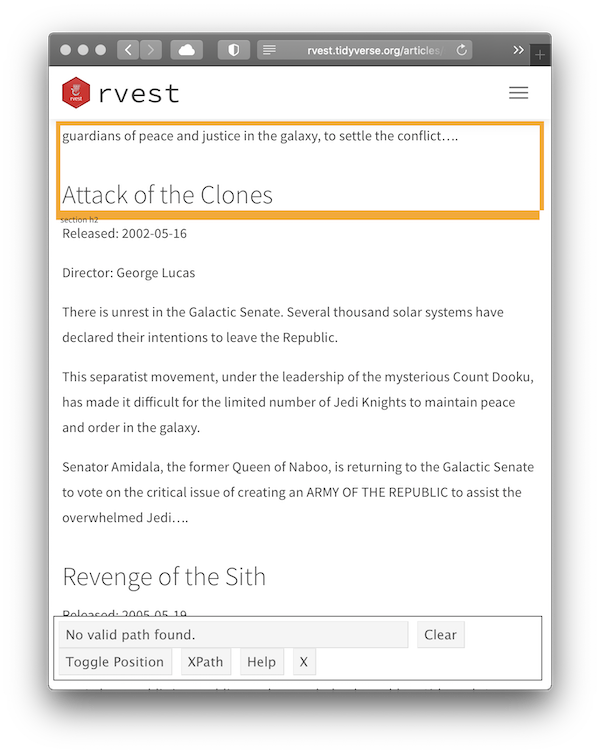 rvest.tidyverse.org/articles/
rvest
guardians of peace and justice in the galaxy, to settle the conflict….
Attack of the Clones
section h2
Released: 2002-05-16
Director: George Lucas
There is unrest in the Galactic Senate. Several thousand solar systems have
declared their intentions to leave the Republic.
This separatist movement, under the leadership of the mysterious Count Dooku,
has made it difficult for the limited number of Jedi Knights to maintain peace
and order in the galaxy.
Senator Amidala, the former Queen of Naboo, is returning to the Galactic Senate
to vote on the critical issue of creating an ARMY OF THE REPUBLIC to assist the
overwhelmed Jedi….
Revenge of the Sith
Released: 2005-05-19
No valid path found.
Clear
Toggle Position
XPath
Help
X